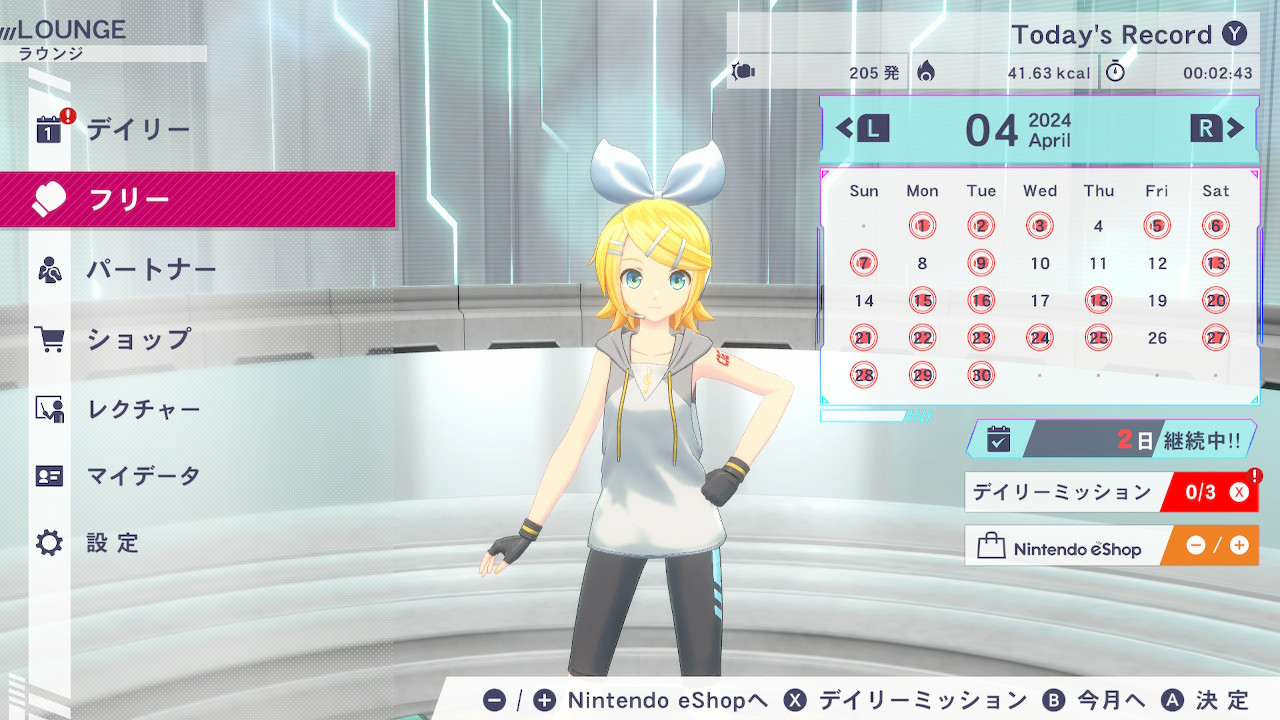 LOUNGE
ラウンジ
デイリー
フリー
パートナー
ショップ
レクチャー
マイデータ
設定
Today's Record Y
205 発 41.63 kcal 00:02:43
L 04 2024 April R
Sun Mon Tue Wed Thu Fri Sat
1 2 3 4 5 6
7 8 9 10 11 12 13
14 15 16 17 18 19 20
21 22 23 24 25 26 27
28 29 30
2日 継続中!!
デイリーミッション 0/3 X
Nintendo eShop − / +
− / + Nintendo eShopへ X デイリーミッション B 今月へ A 決定